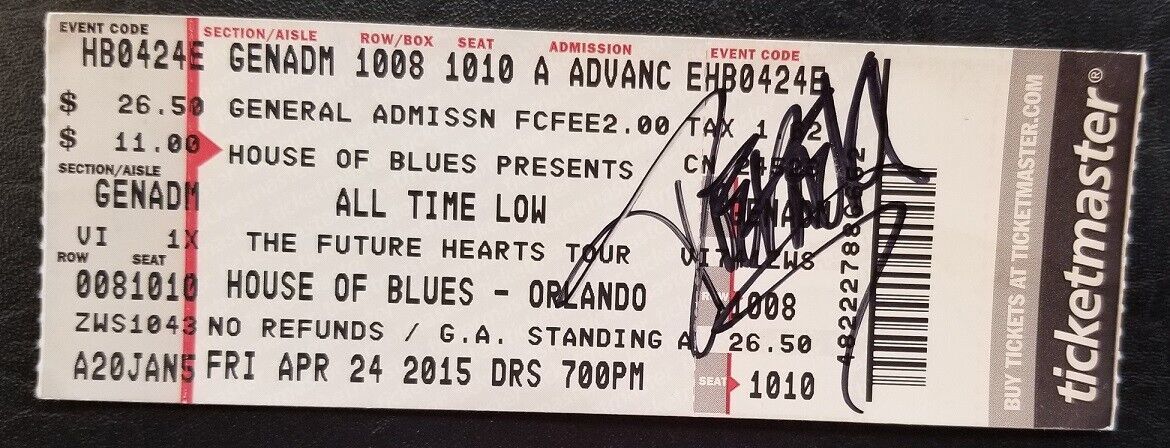 EVENT CODE SECTION/AISLE ROW/BOX SEAT ADMISSION EVENT CODE
HB0424E GENADM 1008 1010 A ADVANC EHB0424E
$ 26.50 GENERAL ADMISSN FCFEE2.00 TAX
$ 11.00 HOUSE OF BLUES PRESENTS CN
SECTION/AISLE
GENADM ALL TIME LOW GENADM
VI 1X THE FUTURE HEARTS TOUR
ROW SEAT
0081010 HOUSE OF BLUES - ORLANDO 1008
ZWS1043 NO REFUNDS / G.A. STANDING A 26.50
A20JAN5 FRI APR 24 2015 DRS 700PM SEAT 1010
BUY TICKETS AT TICKETMASTER.COM
ticketmaster®